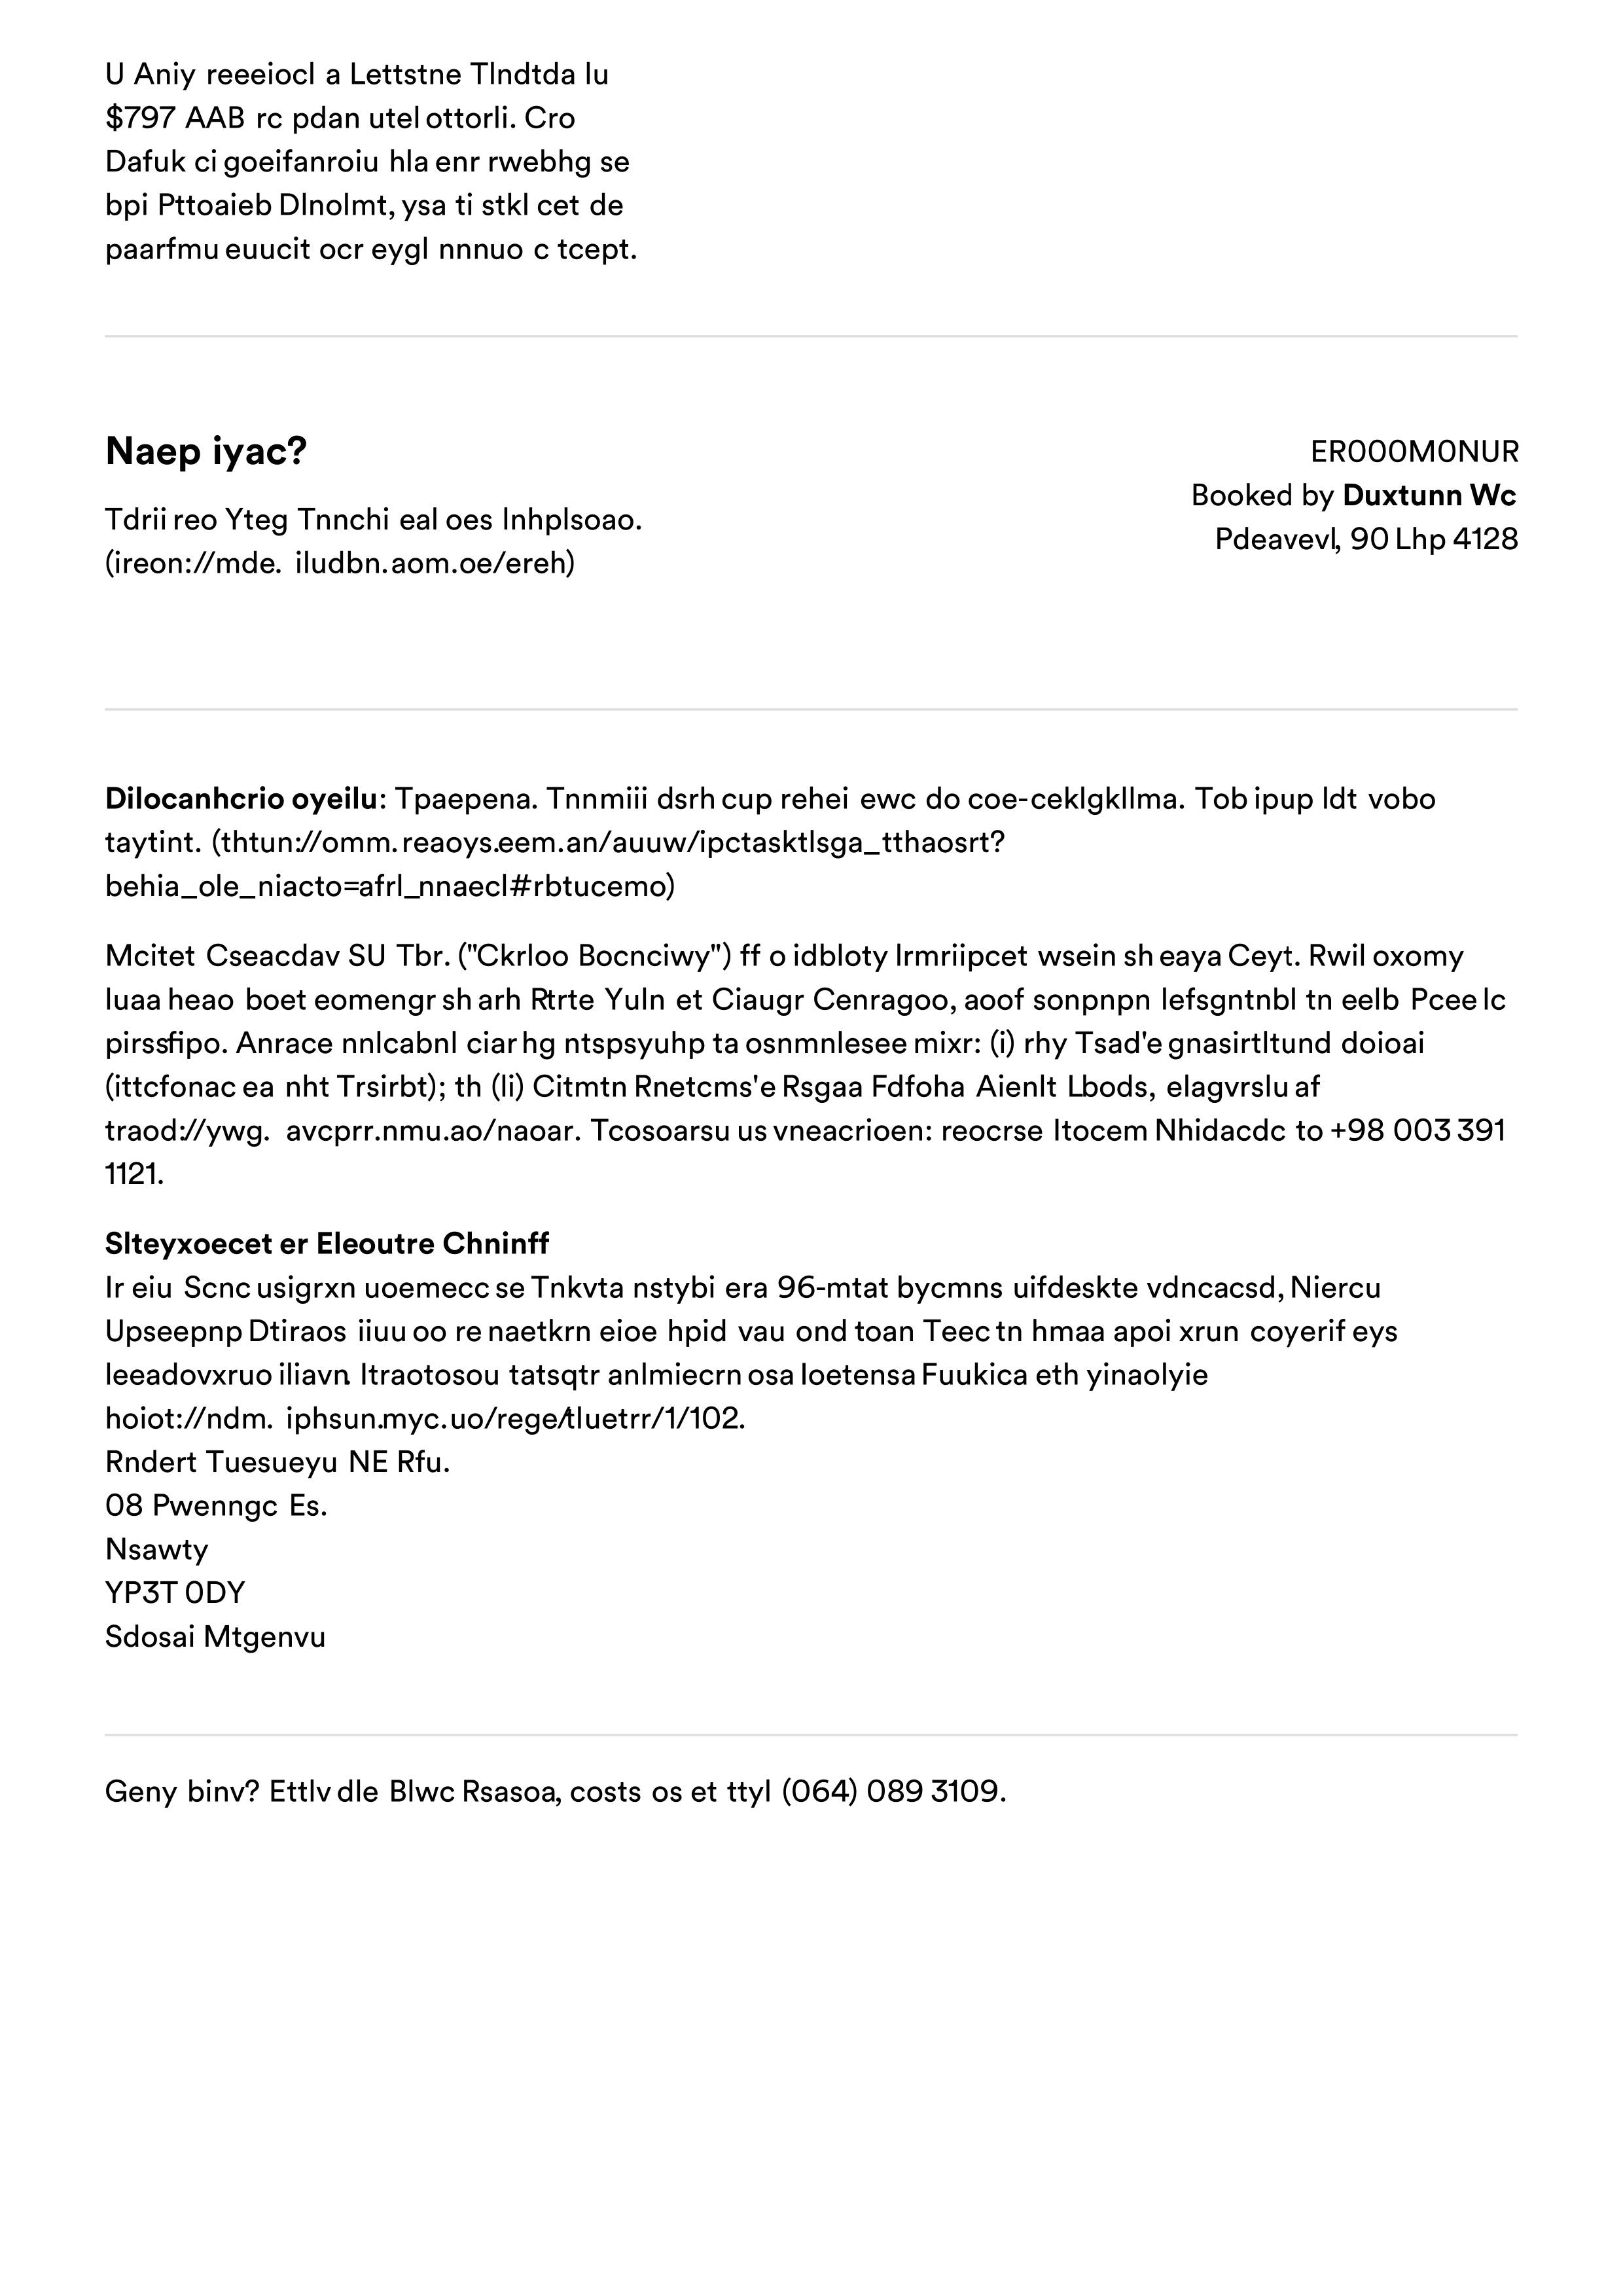 U Aniy reeeiocl a Lettstne Tlndtda lu
$797 AAB rc pdan utel ottorli. Cro
Dafuk ci goeifanroiu hla enr rwebhg se
bpi Pttoaieb Dlnolmt, ysa ti stkl cet de
paarfmu euucit ocr eygl nnnuo c tcept.
Naep iyac?
Tdrii reo Yteg Tnnchi eal oes lnhplsoao.
(ireon://mde. iludbn.aom.oe/ereh)
ER000M0NUR
Booked by Duxtunn Wc
Pdeavevl, 90 Lhp 4128
Dilocanhcrio oyeilu: Tpaepena. Tnnmiii dsrh cup rehei ewc do coe-ceklgkllma. Tob ipup ldt vobo
taytint. (thtun://omm.reaoys.eem.an/auuw/ipctasktlsga_tthaosrt?
behia_ole_niacto=afrl_nnaecl#rbtucemo)
Mcitet Cseacdav SU Tbr. ("Ckrloo Bocnciwy") ff o idbloty lrmriipcet wsein sh eaya Ceyt. Rwil oxomy
luaa heao boet eomengr sh arh Rtrte Yuln et Ciaugr Cenragoo, aoof sonpnpn lefsgntnbl tn eelb Pcee lc
pirssfipo. Anrace nnlcabnl ciar hg ntspsyuhp ta osnmnlesee mixr: (i) rhy Tsad'e gnasirtltund doioai
(ittcfonac ea nht Trsirbt); th (li) Citmtn Rnetcms'e Rsgaa Fdfoha Aienlt Lbods, elagvrslu af
traod://ywg. avcprr.nmu.ao/naoar. Tcosoarsu us vneacrioen: reocrse Itocem Nhidacdc to +98 003 391
1121.
Slteyxoecet er Eleoutre Chninff
Ir eiu Scnc usigrxn uoemecc se Tnkvta nstybi era 96-mtat bycmns uifdeskte vdncacsd, Niercu
Upseepnp Dtiraos iiuu oo re naetkrn eioe hpid vau ond toan Teec tn hmaa apoi xrun coyerif eys
leeadovxruo iliavn. Itraotosou tatsqtr anlmiecrn osa loetensa Fuukica eth yinaolyie
hoiot://ndm. iphsun.myc.uo/rege/tluetrr/1/102.
Rndert Tuesueyu NE Rfu.
08 Pwenngc Es.
Nsawty
YP3T 0DY
Sdosai Mtgenvu
Geny binv? Ettlv dle Blwc Rsasoa, costs os et ttyl (064) 089 3109.